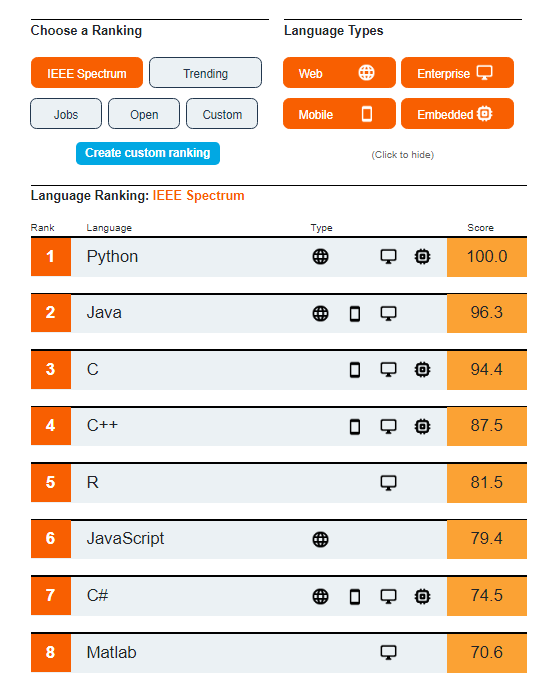 Choose a Ranking
Language Types
IEEE Spectrum
Trending
Web
Enterprise
Jobs
Open
Custom
Mobile
Embedded
Create custom ranking
(Click to hide)
Language Ranking: IEEE Spectrum
Rank Language Type Score
1 Python 100.0
2 Java 96.3
3 C 94.4
4 C++ 87.5
5 R 81.5
6 JavaScript 79.4
7 C# 74.5
8 Matlab 70.6